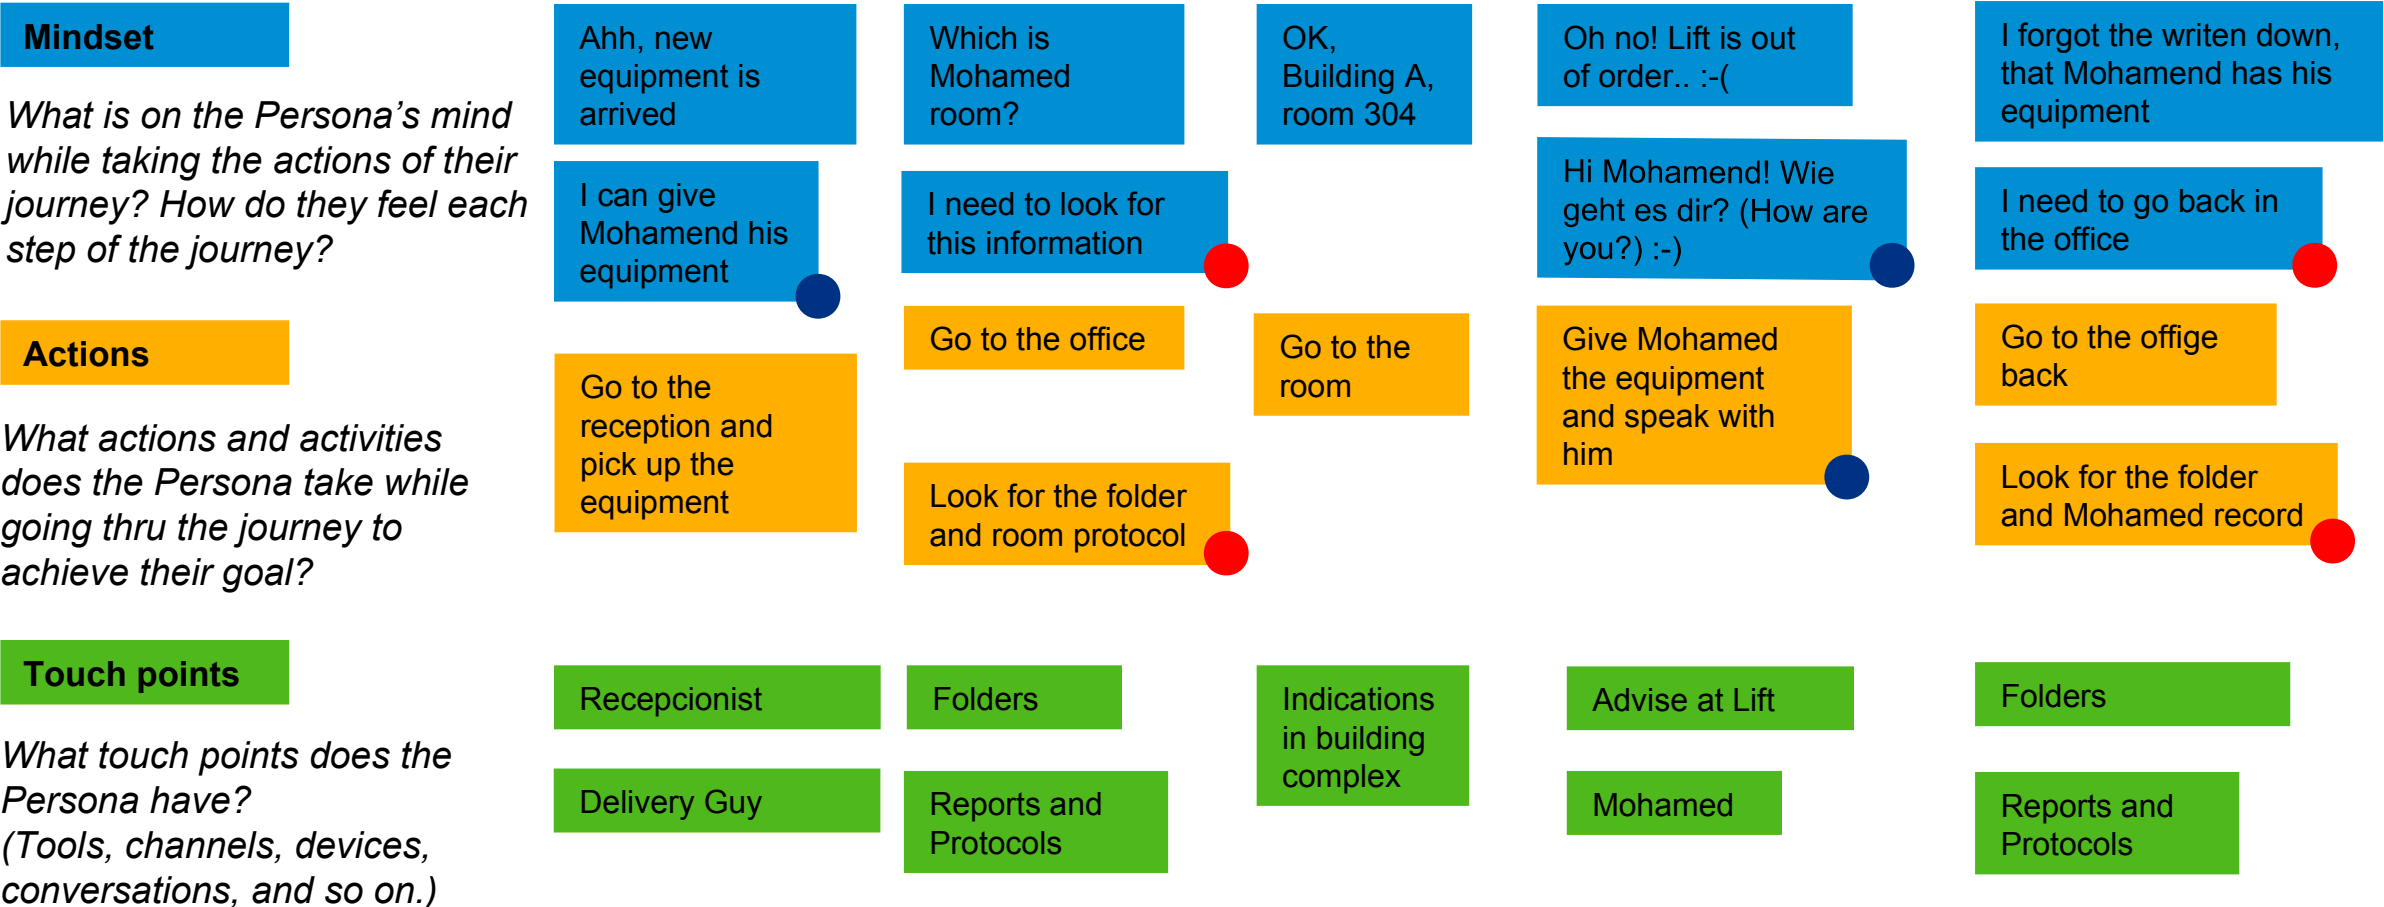 Mindset
What is on the Persona's mind
while taking the actions of their
journey? How do they feel each
step of the journey?
Ahh, new
equipment is
arrived
I can give
Mohamend his
equipment
Which is
Mohamed
room?
I need to look for
this information
OK,
Building A,
room 304
Oh no! Lift is out
of order.. :-(
Hi Mohamend! Wie
geht es dir? (How are
you?) :-)
I forgot the writen down,
that Mohamend has his
equipment
I need to go back in
the office
Actions
What actions and activities
does the Persona take while
going thru the journey to
achieve their goal?
Go to the
reception and
pick up the
equipment
Go to the office
Look for the folder
and room protocol
Go to the
room
Give Mohamed
the equipment
and speak with
him
Go to the offige
back
Look for the folder
and Mohamed record
Touch points
What touch points does the
Persona have?
(Tools, channels, devices,
conversations, and so on.)
Recepcionist
Delivery Guy
Folders
Reports and
Protocols
Indications
in building
complex
Advise at Lift
Mohamed
Folders
Reports and
Protocols